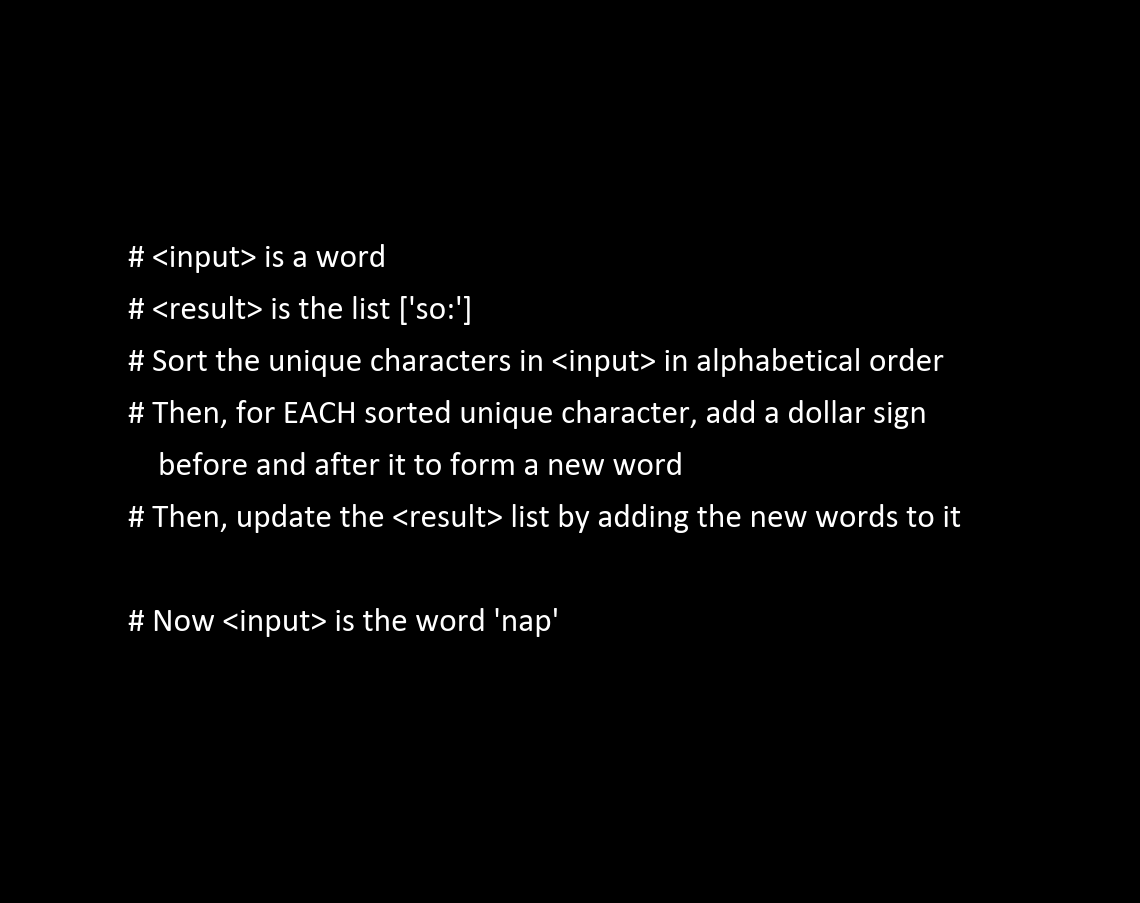 # <input> is a word
# <result> is the list ['so:']
# Sort the unique characters in <input> in alphabetical order
# Then, for EACH sorted unique character, add a dollar sign
before and after it to form a new word
# Then, update the <result> list by adding the new words to it
# Now <input> is the word 'nap'